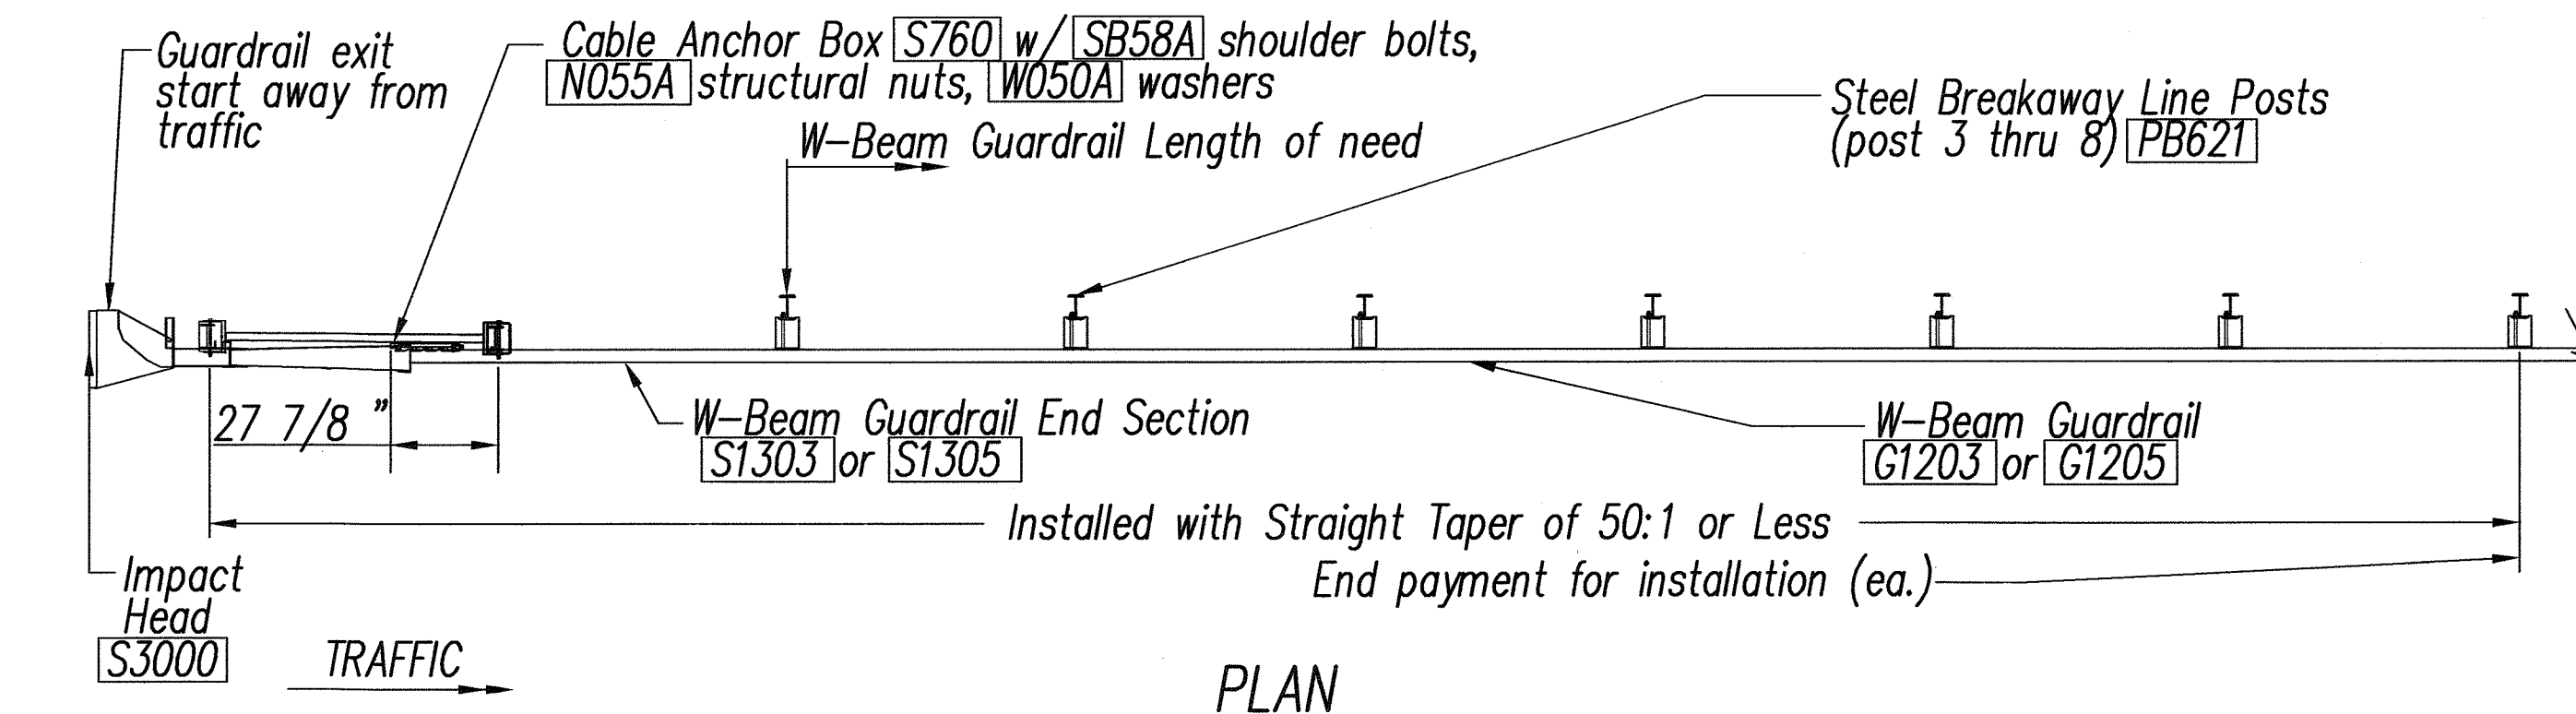 Guardrail exit
start away from
traffic
Cable Anchor Box S760 w/ SB58A shoulder bolts,
N055A structural nuts, W050A washers
W-Beam Guardrail Length of need
Steel Breakaway Line Posts
(post 3 thru 8) PB621
27 7/8 "
W-Beam Guardrail End Section
S1303 or S1305
W-Beam Guardrail
G1203 or G1205
Installed with Straight Taper of 50:1 or Less
End payment for installation (ea.)
Impact
Head
S3000
TRAFFIC
PLAN